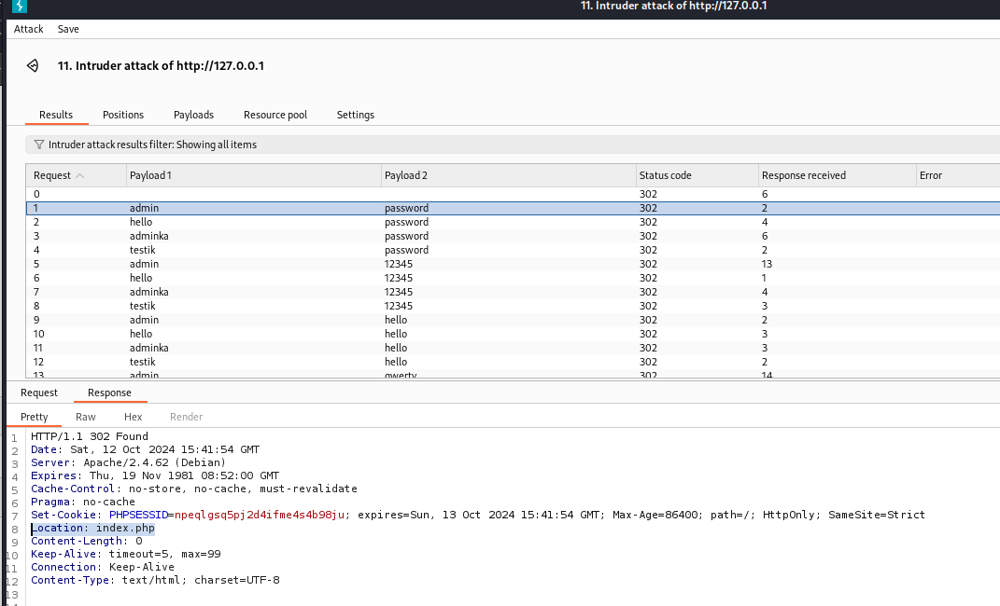 11. Intruder attack of http://127.0.0.1
Attack Save
11. Intruder attack of http://127.0.0.1
Results Positions Payloads Resource pool Settings
Intruder attack results filter: Showing all items
Request Payload 1 Payload 2 Status code Response received Error
0 302 6
1 admin password 302 2
2 hello password 302 4
3 adminka password 302 6
4 testik password 302 2
5 admin 12345 302 13
6 hello 12345 302 1
7 adminka 12345 302 4
8 testik 12345 302 3
9 admin hello 302 2
10 hello hello 302 3
11 adminka hello 302 3
12 testik hello 302 2
13 admin qwerty 302 14
Request Response
Pretty Raw Hex Render
1 HTTP/1.1 302 Found
2 Date: Sat, 12 Oct 2024 15:41:54 GMT
3 Server: Apache/2.4.62 (Debian)
4 Expires: Thu, 19 Nov 1981 08:52:00 GMT
5 Cache-Control: no-store, no-cache, must-revalidate
6 Pragma: no-cache
7 Set-Cookie: PHPSESSID=npeqlgsq5pj2d4ifme4s4b98ju; expires=Sun, 13 Oct 2024 15:41:54 GMT; Max-Age=86400; path=/; HttpOnly; SameSite=Strict
8 Location: index.php
9 Content-Length: 0
10 Keep-Alive: timeout=5, max=99
11 Connection: Keep-Alive
12 Content-Type: text/html; charset=UTF-8
13